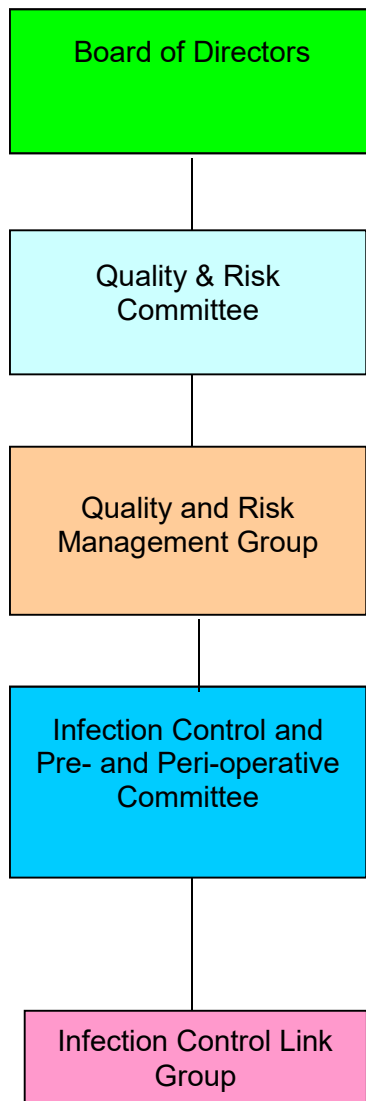 Board of Directors
Quality & Risk
Committee
Quality and Risk
Management Group
Infection Control and
Pre- and Peri-operative
Committee
Infection Control Link
Group